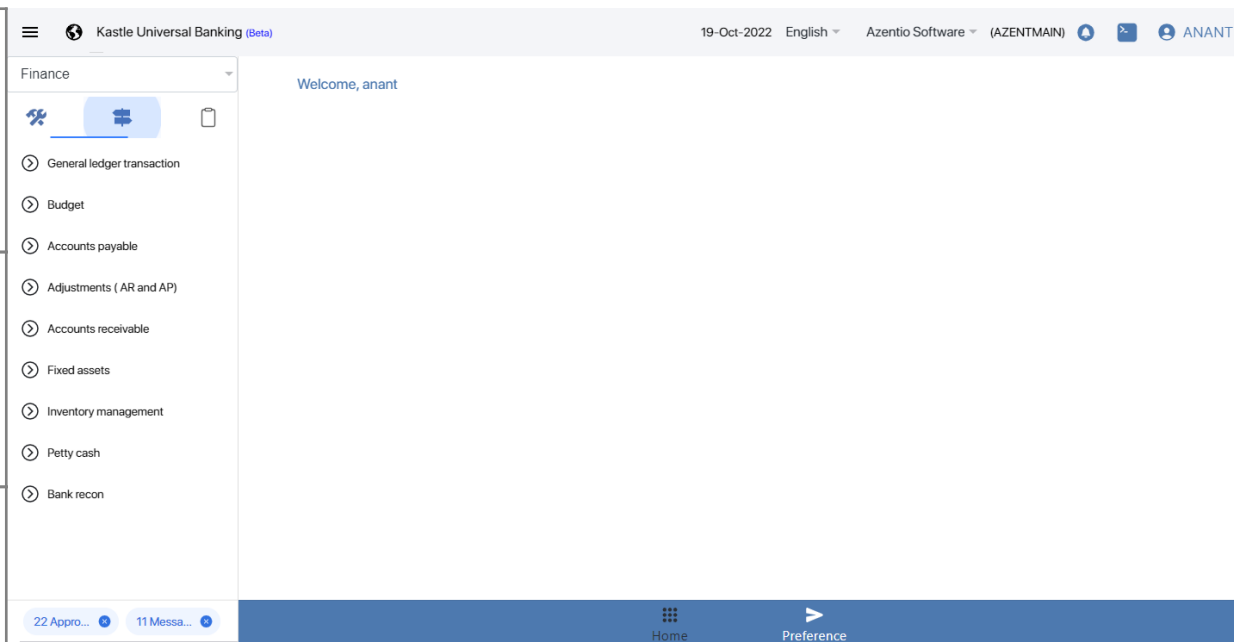 Kastle Universal Banking (Beta) 19-Oct-2022 English Azentio Software (AZENTMAIN) ANANT
Finance
Welcome, anant
General ledger transaction
Budget
Accounts payable
Adjustments ( AR and AP)
Accounts receivable
Fixed assets
Inventory management
Petty cash
Bank recon
22 Appro... 11 Messa...
Home Preference